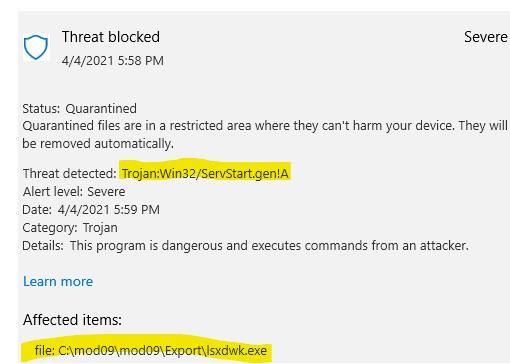 Threat blocked
Severe
4/4/2021 5:58 PM
Status: Quarantined
Quarantined files are in a restricted area where they can't harm your device. They will
be removed automatically.
Threat detected: Trojan:Win32/ServStart.gen!A
Alert level: Severe
Date: 4/4/2021 5:59 PM
Category: Trojan
Details: This program is dangerous and executes commands from an attacker.
Learn more
Affected items:
file: C:\mod09\mod09\Export\lsxdwk.exe